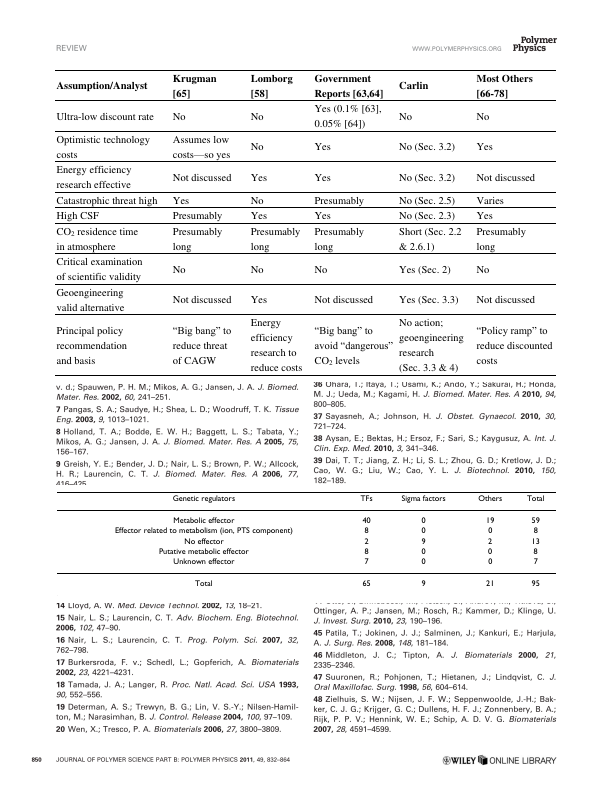 REVIEW
WWW.POLYMERPHYSICS.ORG
Polymer
Physics
Assumption/Analyst Krugman [65] Lomborg [58] Government Reports [63,64] Carlin Most Others [66-78]
Ultra-low discount rate No No Yes (0.1% [63], 0.05% [64]) No No
Optimistic technology costs Assumes low costs—so yes No Yes No (Sec. 3.2) Yes
Energy efficiency research effective Not discussed Yes Yes No (Sec. 3.2) Not discussed
Catastrophic threat high Yes No Presumably No (Sec. 2.5) Varies
High CSF Presumably Yes Yes No (Sec. 2.3) Yes
CO₂ residence time in atmosphere Presumably long Presumably long Presumably long Short (Sec. 2.2 & 2.6.1) Presumably long
Critical examination of scientific validity No No No Yes (Sec. 2) No
Geoengineering valid alternative Not discussed Yes Not discussed Yes (Sec. 3.3) Not discussed
Principal policy recommendation and basis “Big bang” to reduce threat of CAGW Energy efficiency research to reduce costs “Big bang” to avoid “dangerous” CO₂ levels No action; geoengineering research (Sec. 3.3 & 4) “Policy ramp” to reduce discounted costs
v. d.; Spauwen, P. H. M.; Mikos, A. G.; Jansen, J. A. J. Biomed.
Mater. Res. 2002, 60, 241–251.
7 Pangas, S. A.; Saudye, H.; Shea, L. D.; Woodruff, T. K. Tissue
Eng. 2003, 9, 1013–1021.
8 Holland, T. A.; Bodde, E. W. H.; Baggett, L. S.; Tabata, Y.;
Mikos, A. G.; Jansen, J. A. J. Biomed. Mater. Res. A 2005, 75,
156–167.
9 Greish, Y. E.; Bender, J. D.; Nair, L. S.; Brown, P. W.; Allcock,
H. R.; Laurencin, C. T. J. Biomed. Mater. Res. A 2006, 77,
416–425
36 Ohara, T.; Itaya, T.; Usami, K.; Ando, Y.; Sakurai, H.; Honda,
M. J.; Ueda, M.; Kagami, H. J. Biomed. Mater. Res. A 2010, 94,
800–805.
37 Sayasneh, A.; Johnson, H. J. Obstet. Gynaecol. 2010, 30,
721–724.
38 Aysan, E.; Bektas, H.; Ersoz, F.; Sari, S.; Kaygusuz, A. Int. J.
Clin. Exp. Med. 2010, 3, 341–346.
39 Dai, T. T.; Jiang, Z. H.; Li, S. L.; Zhou, G. D.; Kretlow, J. D.;
Cao, W. G.; Liu, W.; Cao, Y. L. J. Biotechnol. 2010, 150,
182–189.
Genetic regulators TFs Sigma factors Others Total
Metabolic effector 40 0 19 59
Effector related to metabolism (ion, PTS component) 8 0 0 8
No effector 2 9 2 13
Putative metabolic effector 8 0 0 8
Unknown effector 7 0 0 7
Total 65 9 21 95
14 Lloyd, A. W. Med. Device Technol. 2002, 13, 18–21.
15 Nair, L. S.; Laurencin, C. T. Adv. Biochem. Eng. Biotechnol.
2006, 102, 47–90.
16 Nair, L. S.; Laurencin, C. T. Prog. Polym. Sci. 2007, 32,
762–798.
17 Burkersroda, F. v.; Schedl, L.; Gopferich, A. Biomaterials
2002, 23, 4221–4231.
18 Tamada, J. A.; Langer, R. Proc. Natl. Acad. Sci. USA 1993,
90, 552–556.
19 Determan, A. S.; Trewyn, B. G.; Lin, V. S.-Y.; Nilsen-Hamil-
ton, M.; Narasimhan, B. J. Control. Release 2004, 100, 97–109.
20 Wen, X.; Tresco, P. A. Biomaterials 2006, 27, 3800–3809.
Ottinger, A. P.; Jansen, M.; Rosch, R.; Kammer, D.; Klinge, U.
J. Invest. Surg. 2010, 23, 190–196.
45 Patila, T.; Jokinen, J. J.; Salminen, J.; Kankuri, E.; Harjula,
A. J. Surg. Res. 2008, 148, 181–184.
46 Middleton, J. C.; Tipton, A. J. Biomaterials 2000, 21,
2335–2346.
47 Suuronen, R.; Pohjonen, T.; Hietanen, J.; Lindqvist, C. J.
Oral Maxillofac. Surg. 1998, 56, 604–614.
48 Zielhuis, S. W.; Nijsen, J. F. W.; Seppenwoolde, J.-H.; Bak-
ker, C. J. G.; Krijger, G. C.; Dullens, H. F. J.; Zonnenbery, B. A.;
Rijk, P. P. V.; Hennink, W. E.; Schip, A. D. V. G. Biomaterials
2007, 28, 4591–4599.
850 JOURNAL OF POLYMER SCIENCE PART B: POLYMER PHYSICS 2011, 49, 832–864
WILEY ONLINE LIBRARY